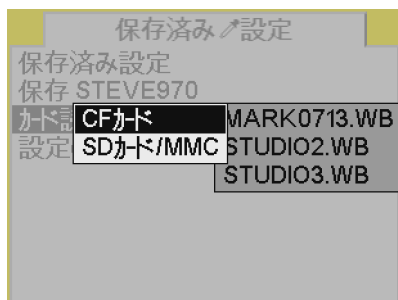 保存済み 設定
保存済み設定
保存 STEVE970
カード
設定
CFカード
SDカード/MMC
MARK0713.WB
STUDIO2.WB
STUDIO3.WB